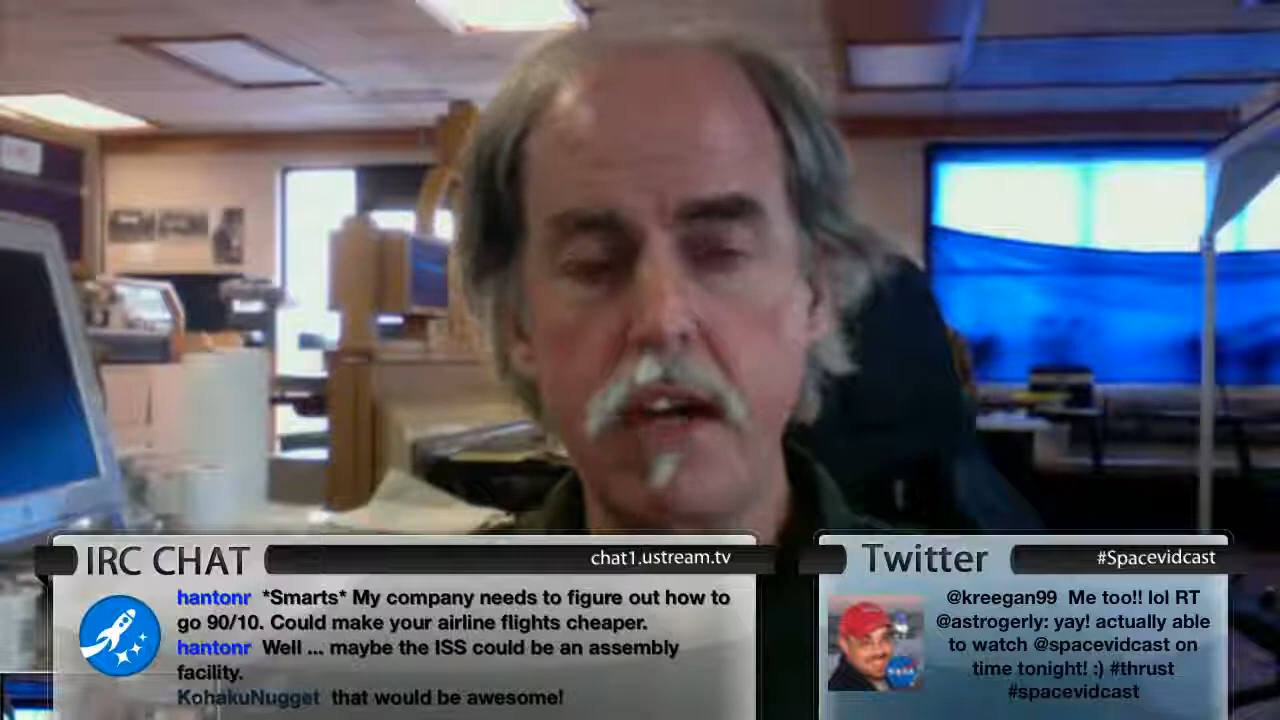 IRC CHAT
chat1.ustream.tv
hantonr *Smarts* My company needs to figure out how to
go 90/10. Could make your airline flights cheaper.
hantonr Well ... maybe the ISS could be an assembly
facility.
KohakuNugget that would be awesome!
Twitter
#Spacevidcast
@kreegan99 Me too!! lol RT
@astrogerly: yay! actually able
to watch @spacevidcast on
time tonight! :) #thrust
#spacevidcast
NASA